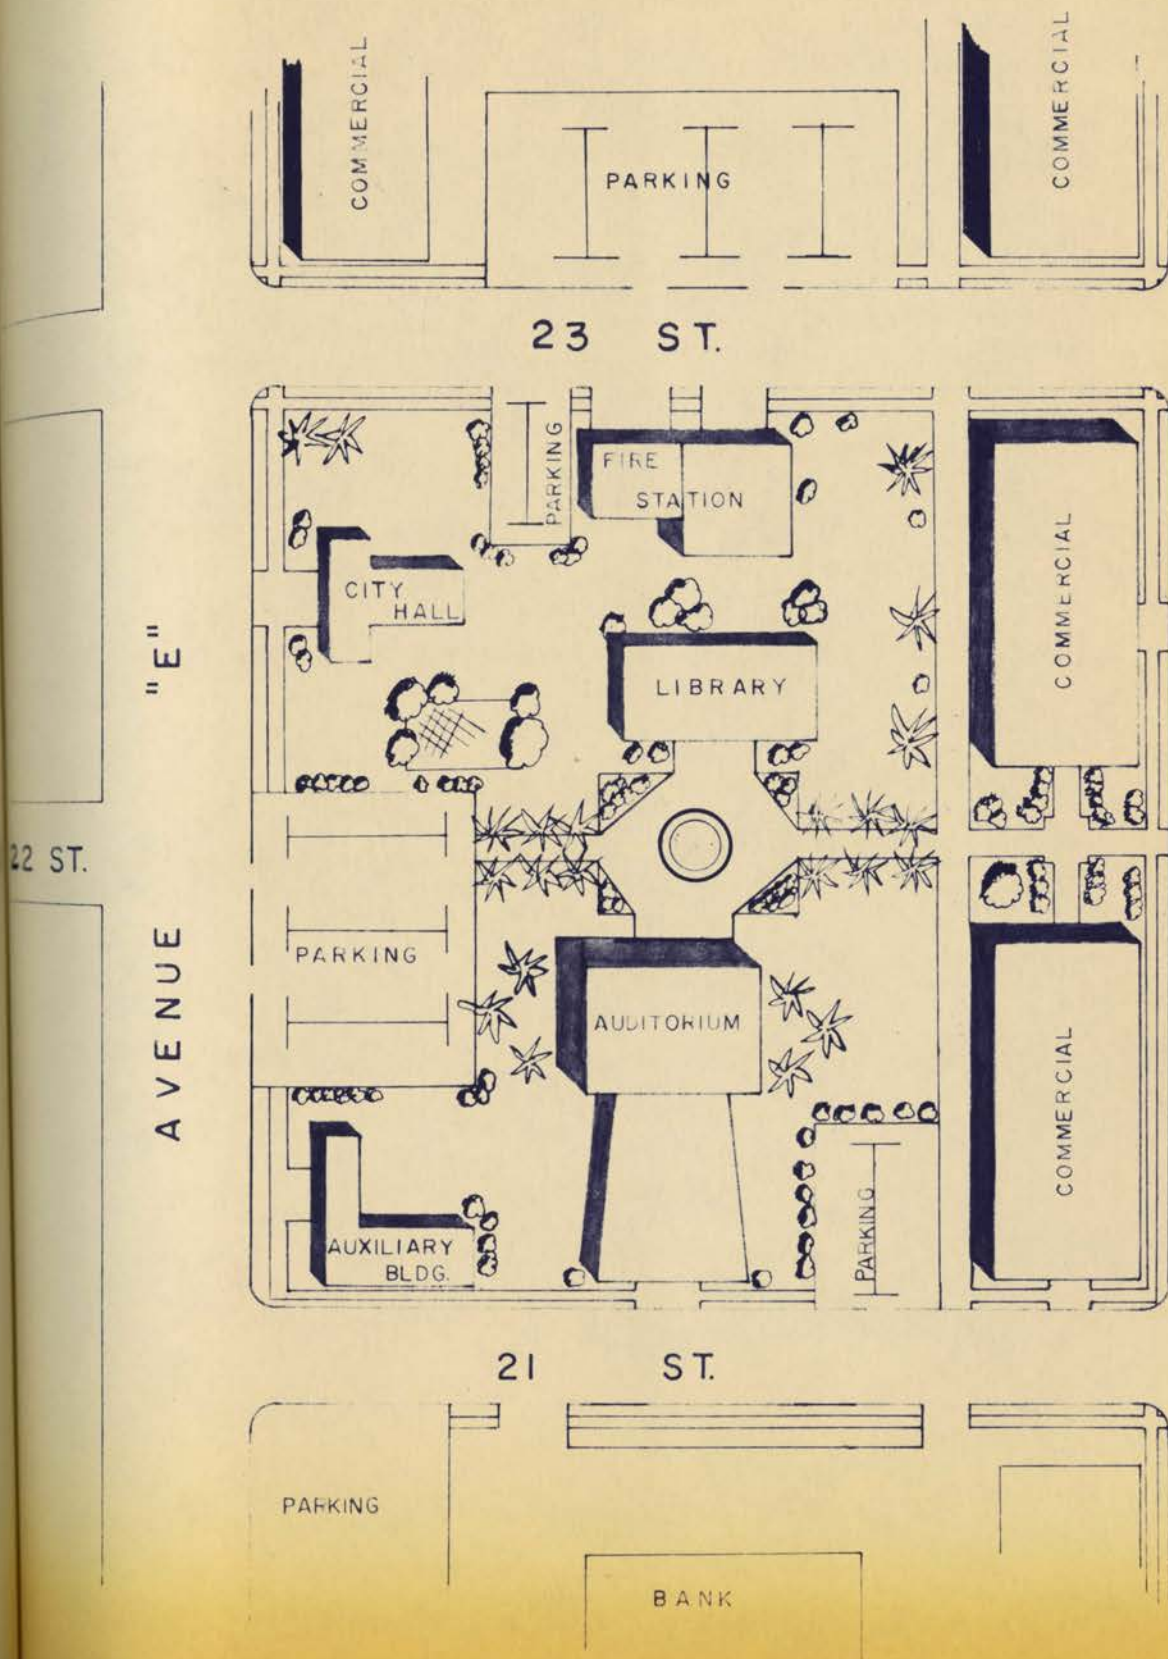 COMMERCIAL
COMMERCIAL
PARKING
23 ST.
PARKING
FIRE
STATION
CITY
HALL
COMMERCIAL
"E"
LIBRARY
22 ST.
AVENUE
PARKING
AUDITORIUM
COMMERCIAL
PARKING
AUXILIARY
BLDG.
21 ST.
PARKING
BANK